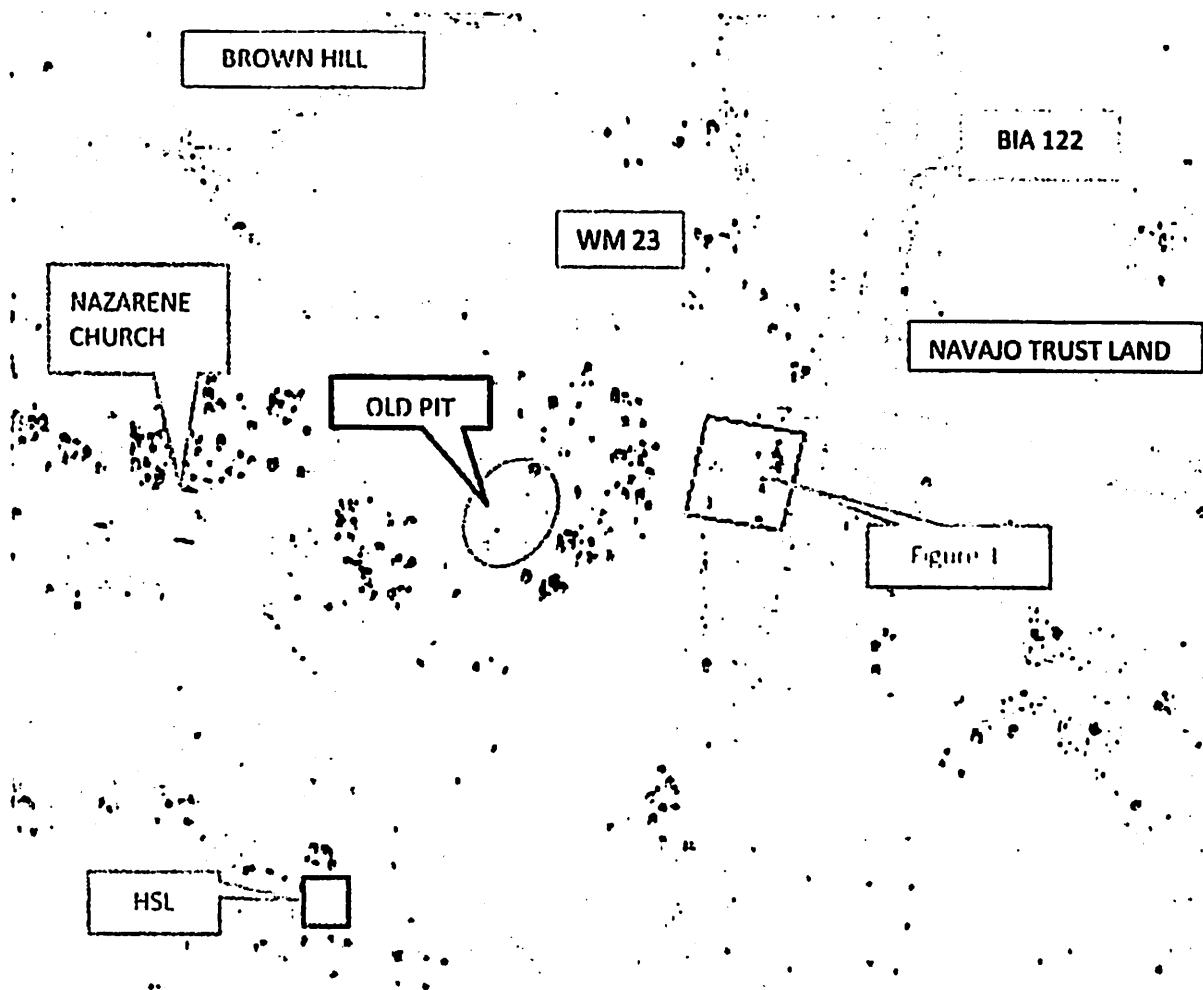 BROWN HILL
BIA 122
WM 23
NAZARENE
CHURCH
NAVAJO TRUST LAND
OLD PIT
Figure 1
HSL